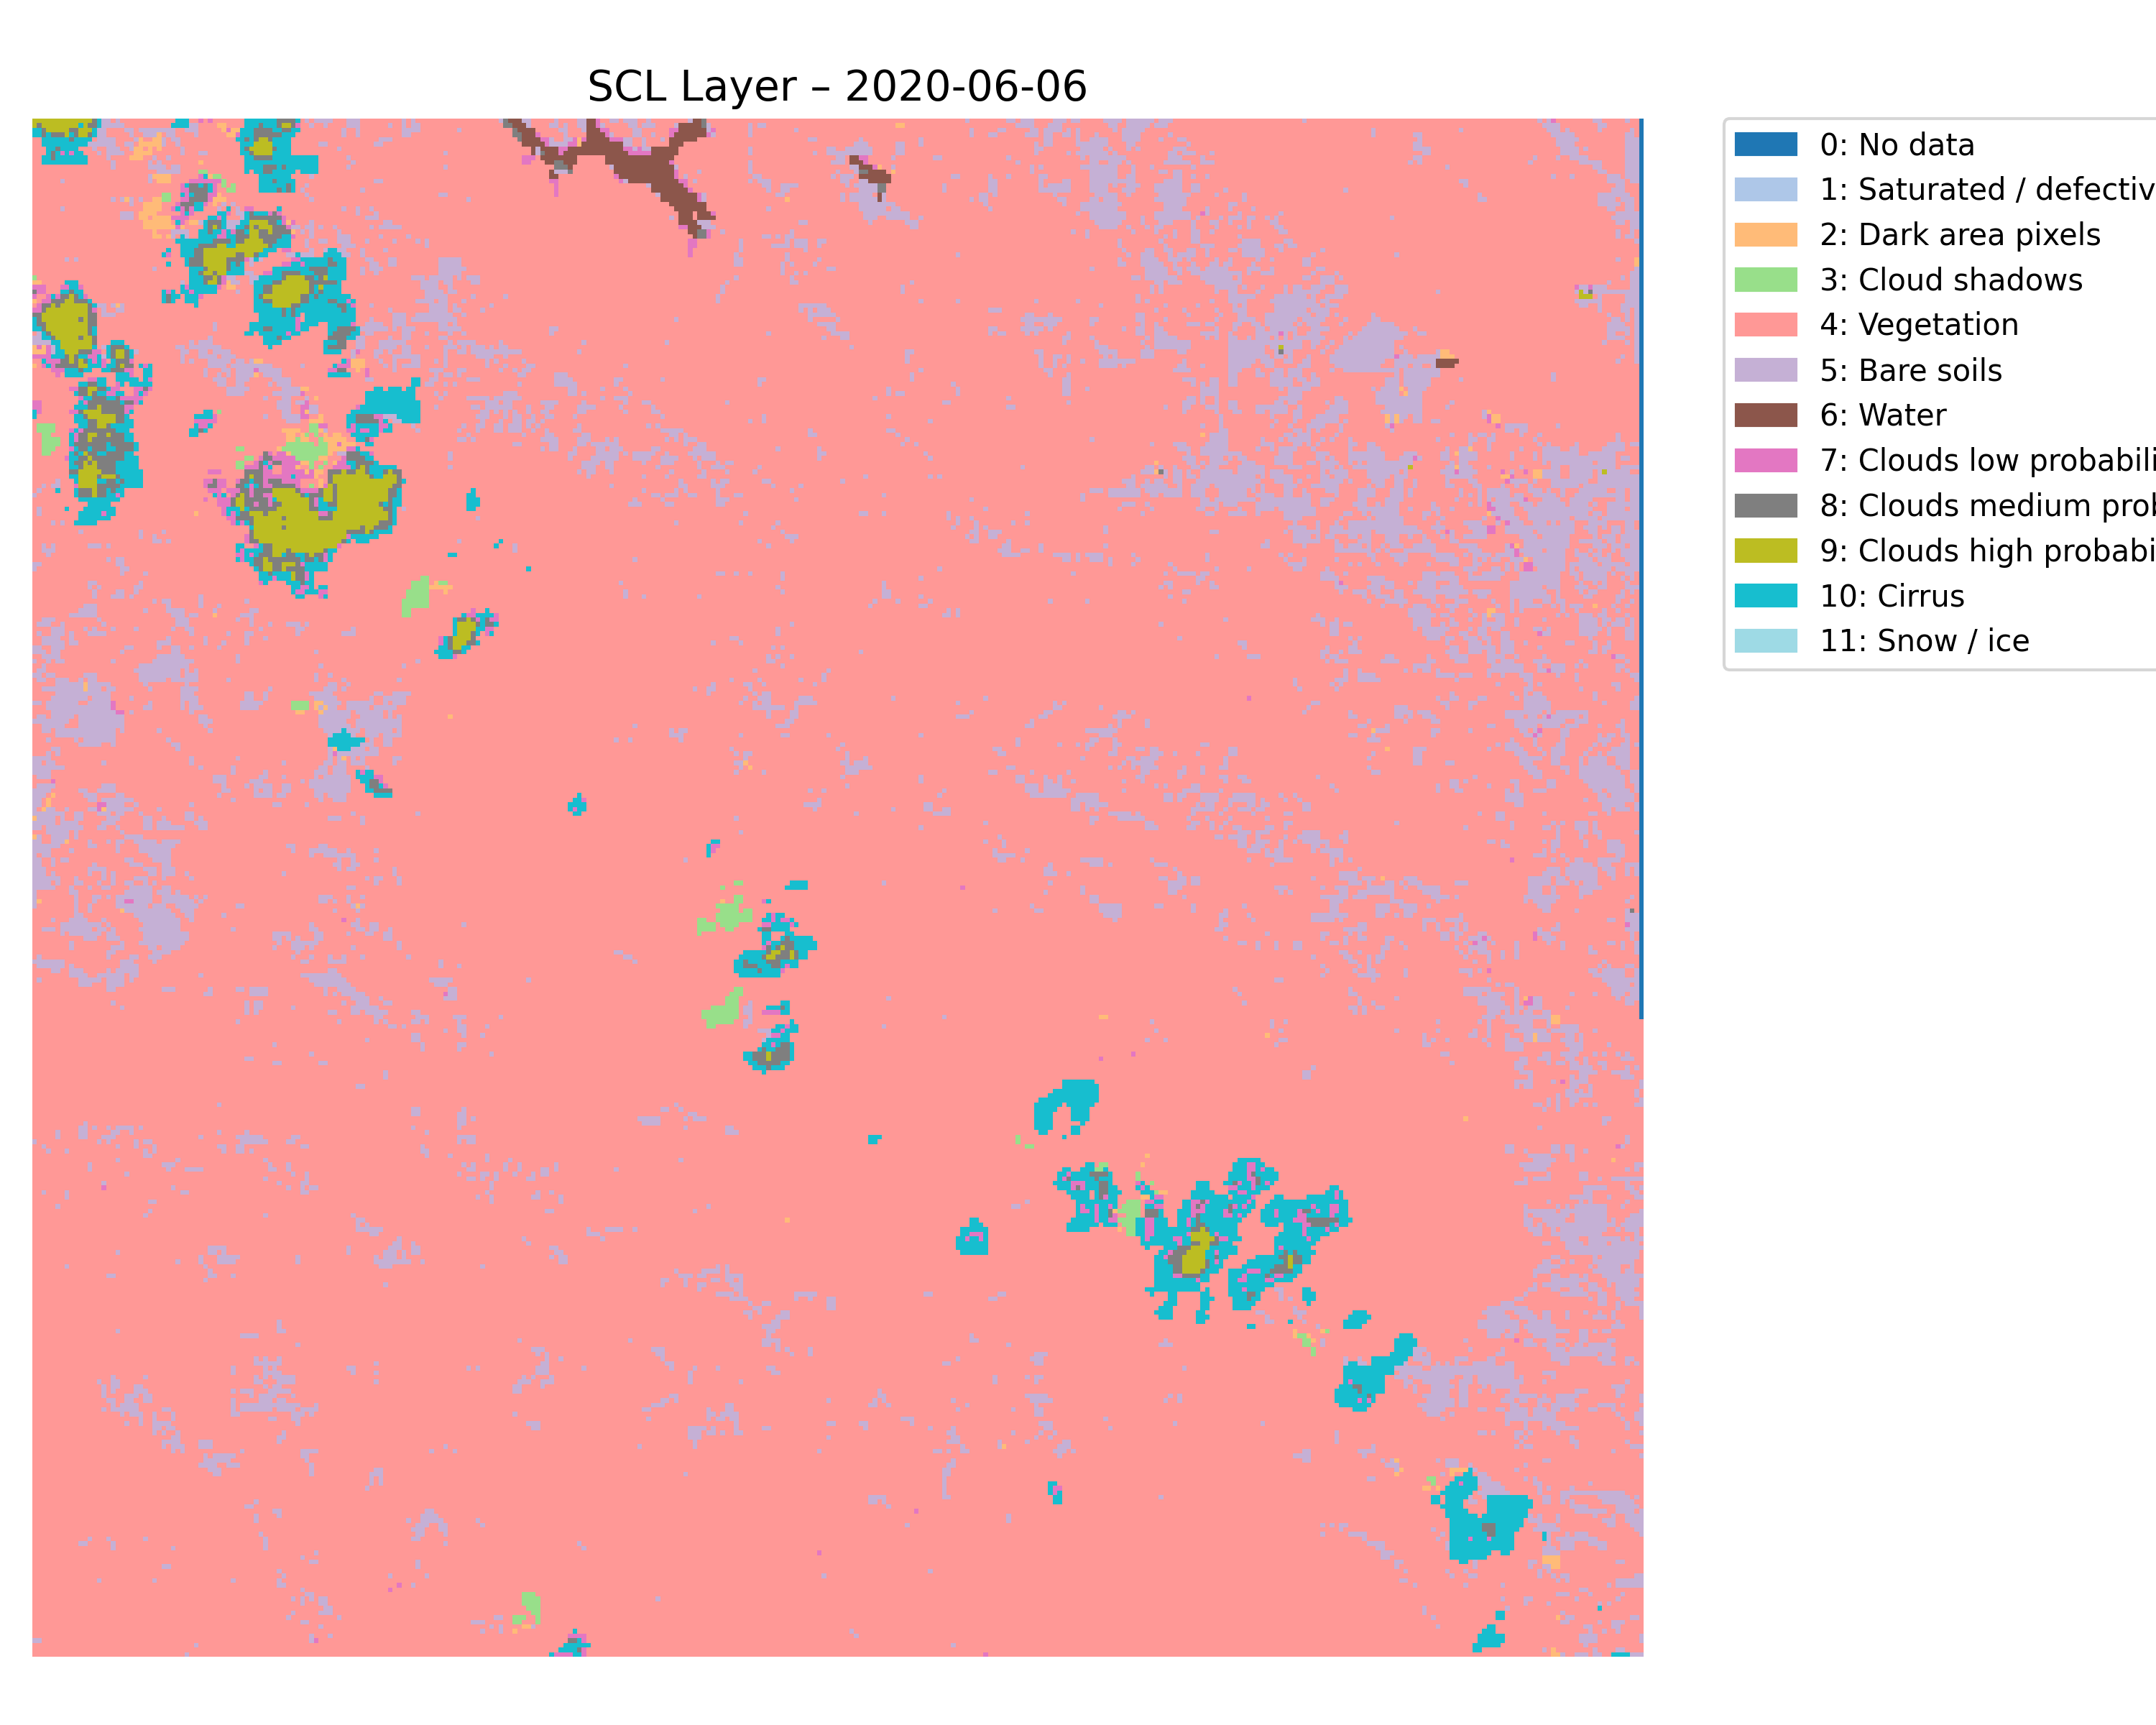 SCL Layer – 2020-06-06
0: No data
1: Saturated / defectiv
2: Dark area pixels
3: Cloud shadows
4: Vegetation
5: Bare soils
6: Water
7: Clouds low probabili
8: Clouds medium prob
9: Clouds high probabi
10: Cirrus
11: Snow / ice